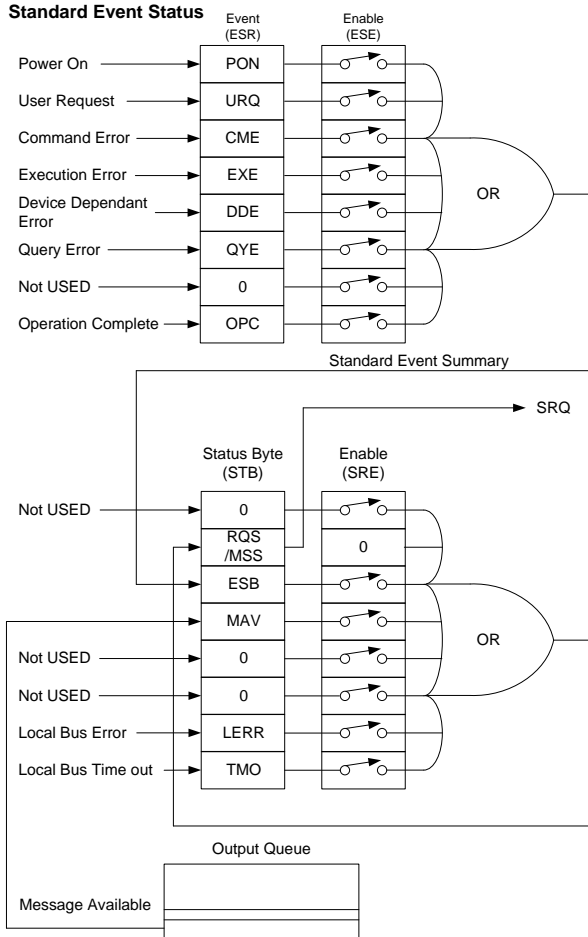 Standard Event Status
Event
(ESR)
Enable
(ESE)
Power On
PON
User Request
URQ
Command Error
CME
Execution Error
EXE
Device Dependant
Error
DDE
Query Error
QYE
Not USED
0
Operation Complete
OPC
OR
Standard Event Summary
SRQ
Status Byte
(STB)
Enable
(SRE)
Not USED
0
RQS
/MSS
0
ESB
MAV
Not USED
0
Not USED
0
Local Bus Error
LERR
Local Bus Time out
TMO
OR
Output Queue
Message Available